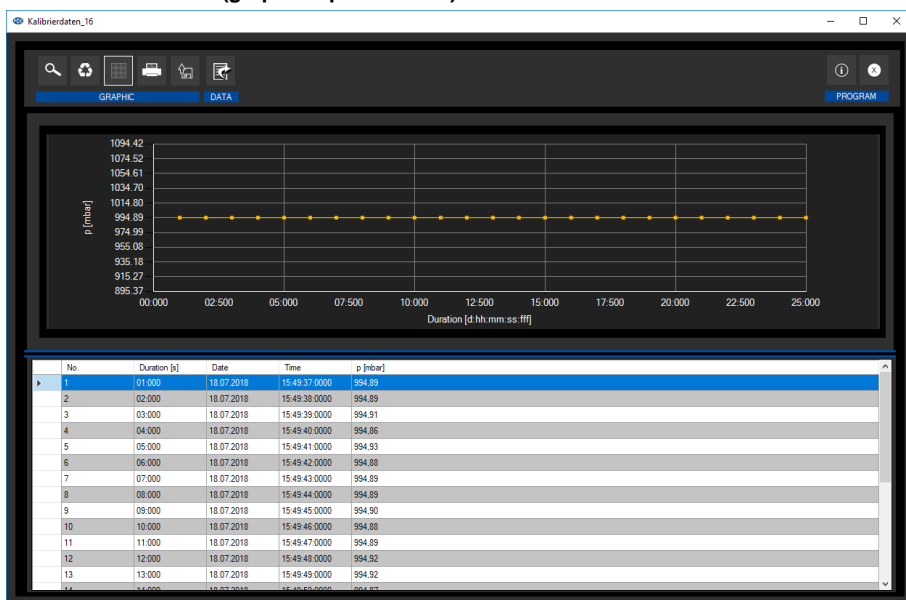 Kalibrierdaten_16
GRAPHIC DATA PROGRAM
1094.42
1074.52
1054.61
1034.70
1014.80
994.89
974.99
955.08
935.18
915.27
895.37
p [mbar]
00:000 02:500 05:000 07:500 10:000 12:500 15:000 17:500 20:000 22:500 25:000
Duration [d:hh:mm:ss:fff]
No. Duration [s] Date Time p [mbar]
1 01:000 18.07.2018 15:49:37:0000 994,89
2 02:000 18.07.2018 15:49:38:0000 994,89
3 03:000 18.07.2018 15:49:39:0000 994,91
4 04:000 18.07.2018 15:49:40:0000 994,86
5 05:000 18.07.2018 15:49:41:0000 994,93
6 06:000 18.07.2018 15:49:42:0000 994,88
7 07:000 18.07.2018 15:49:43:0000 994,89
8 08:000 18.07.2018 15:49:44:0000 994,89
9 09:000 18.07.2018 15:49:45:0000 994,90
10 10:000 18.07.2018 15:49:46:0000 994,88
11 11:000 18.07.2018 15:49:47:0000 994,89
12 12:000 18.07.2018 15:49:48:0000 994,92
13 13:000 18.07.2018 15:49:49:0000 994,92